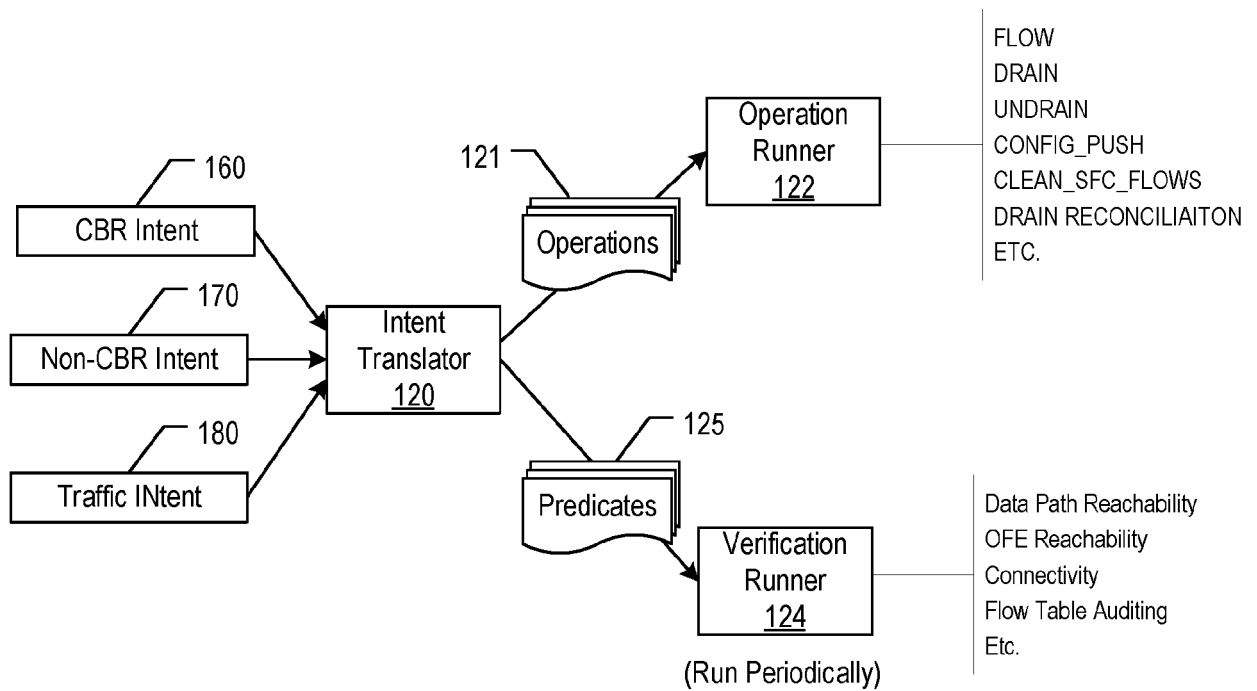 160
CBR Intent
170
Non-CBR Intent
180
Traffic INtent
Intent
Translator
120
121
Operations
125
Predicates
Operation
Runner
122
FLOW
DRAIN
UNDRAIN
CONFIG_PUSH
CLEAN_SFC_FLOWS
DRAIN RECONCILIAITON
ETC.
Verification
Runner
124
(Run Periodically)
Data Path Reachability
OFE Reachability
Connectivity
Flow Table Auditing
Etc.